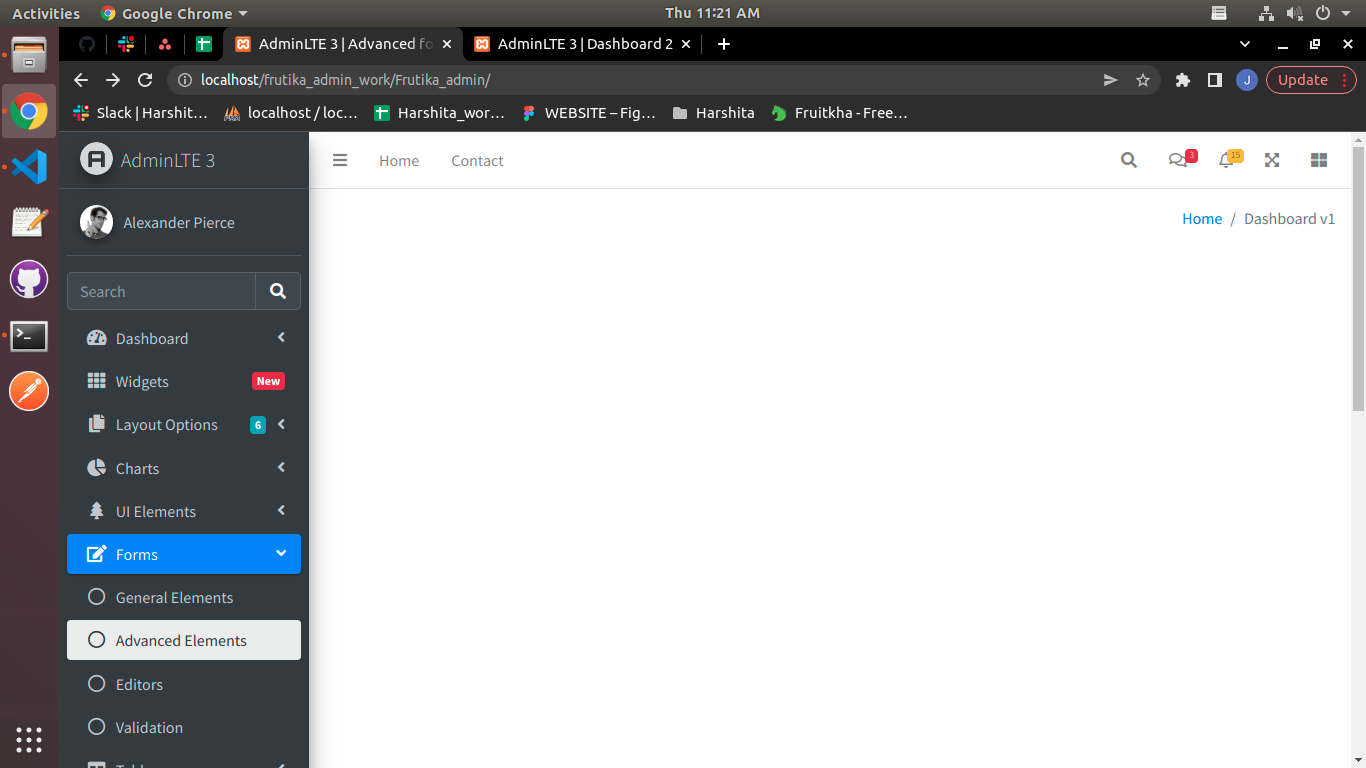 Activities Google Chrome Thu 11:21 AM
AdminLTE 3 | Advanced fo AdminLTE 3 | Dashboard 2
localhost/frutika_admin_work/Frutika_admin/ J Update
Slack | Harshit… localhost / loc… Harshita_wor… WEBSITE – Fig… Harshita Fruitkha - Free…
AdminLTE 3 Home Contact 3 15
Alexander Pierce Home / Dashboard v1
Search
Dashboard
Widgets New
Layout Options 6
Charts
UI Elements
Forms
General Elements
Advanced Elements
Editors
Validation